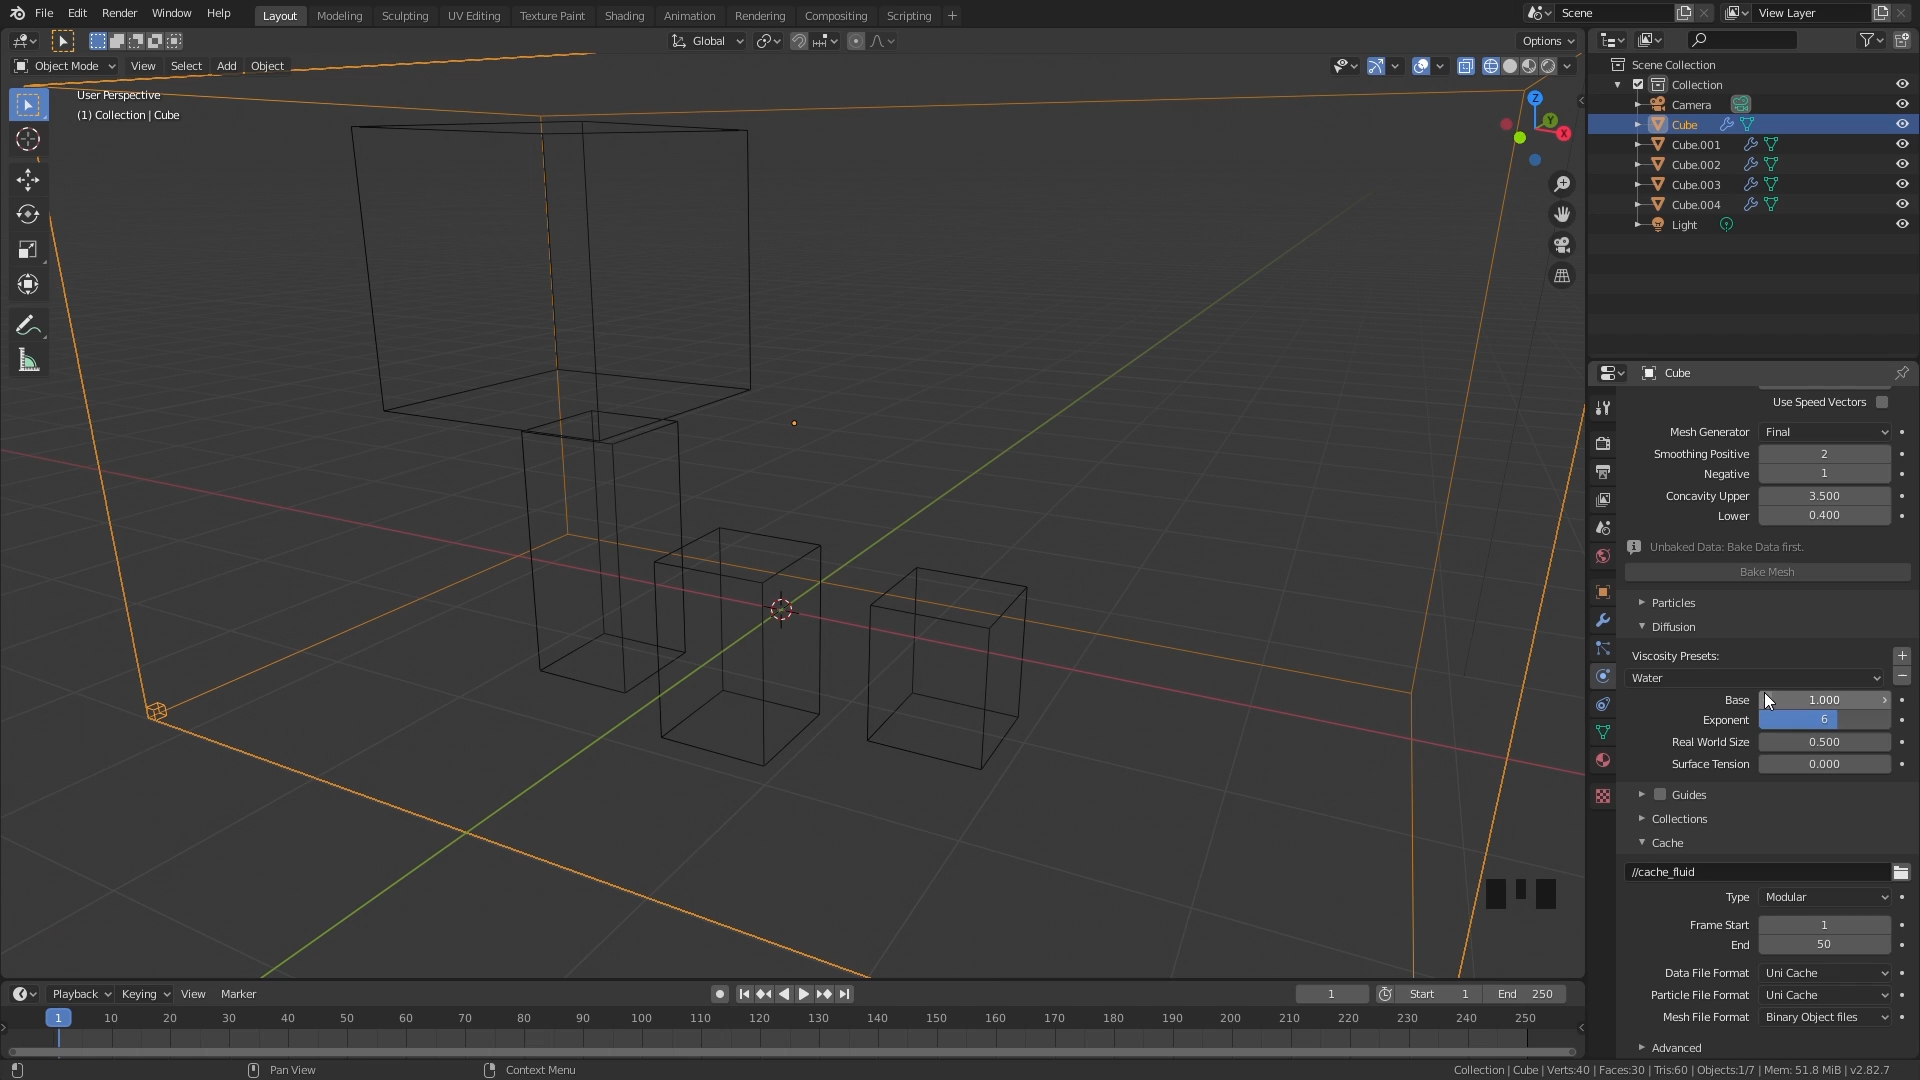 File Edit Render Window Help Layout Modeling Sculpting UV Editing Texture Paint Shading Animation Rendering Compositing Scripting + Scene View Layer
Global Options
Object Mode View Select Add Object
User Perspective
(1) Collection | Cube
Z
Y
X
Scene Collection
Collection
Camera
Cube
Cube.001
Cube.002
Cube.003
Cube.004
Light
Cube
Use Speed Vectors
Mesh Generator Final
Smoothing Positive 2
Negative 1
Concavity Upper 3.500
Lower 0.400
Unbaked Data: Bake Data first.
Bake Mesh
Particles
Diffusion
Viscosity Presets:
Water
Base 1.000
Exponent 6
Real World Size 0.500
Surface Tension 0.000
Guides
Collections
Cache
//cache_fluid
Type Modular
Frame Start 1
End 50
Data File Format Uni Cache
Particle File Format Uni Cache
Mesh File Format Binary Object files
Advanced
Playback Keying View Marker 1 Start 1 End 250
1 10 20 30 40 50 60 70 80 90 100 110 120 130 140 150 160 170 180 190 200 210 220 230 240 250
Pan View Context Menu Collection | Cube | Verts:40 | Faces:30 | Tris:60 | Objects:1/7 | Mem: 51.8 MiB | v2.82.7